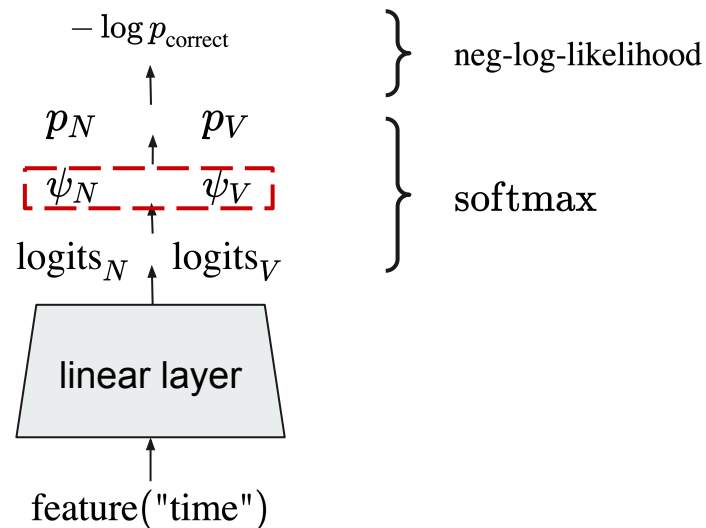 − log p_correct
neg-log-likelihood
p_N p_V
ψ_N ψ_V
softmax
logits_N logits_V
linear layer
feature("time")